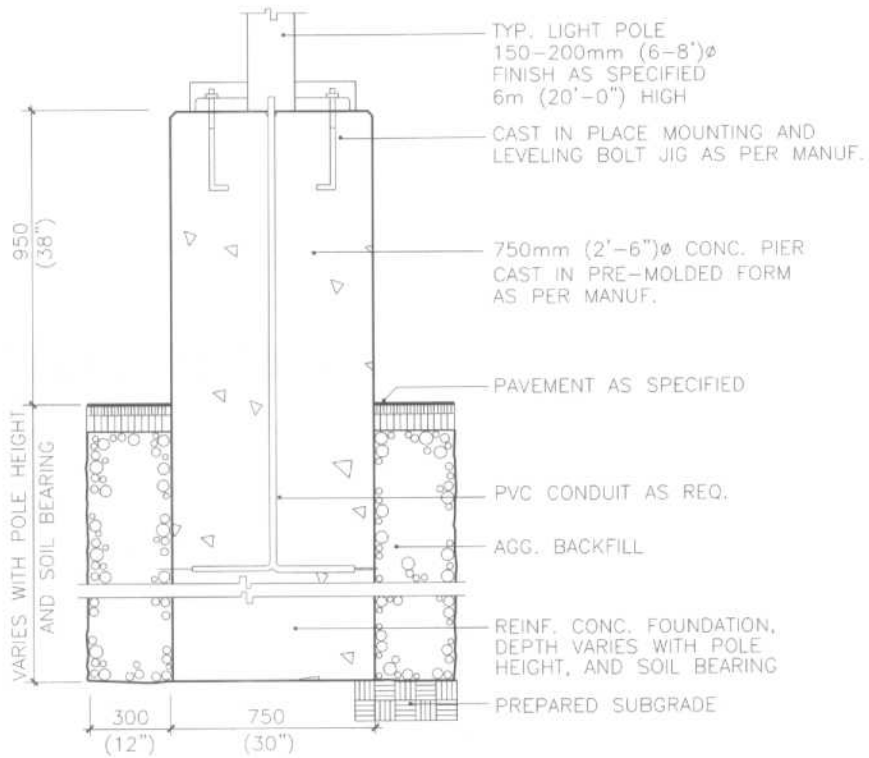 TYP. LIGHT POLE
150-200mm (6-8')ø
FINISH AS SPECIFIED
6m (20'-0") HIGH
CAST IN PLACE MOUNTING AND
LEVELING BOLT JIG AS PER MANUF.
950
(38")
750mm (2'-6")ø CONC. PIER
CAST IN PRE-MOLDED FORM
AS PER MANUF.
PAVEMENT AS SPECIFIED
VARIES WITH POLE HEIGHT
AND SOIL BEARING
PVC CONDUIT AS REQ.
AGG. BACKFILL
REINF. CONC. FOUNDATION,
DEPTH VARIES WITH POLE
HEIGHT, AND SOIL BEARING
PREPARED SUBGRADE
300
(12")
750
(30")